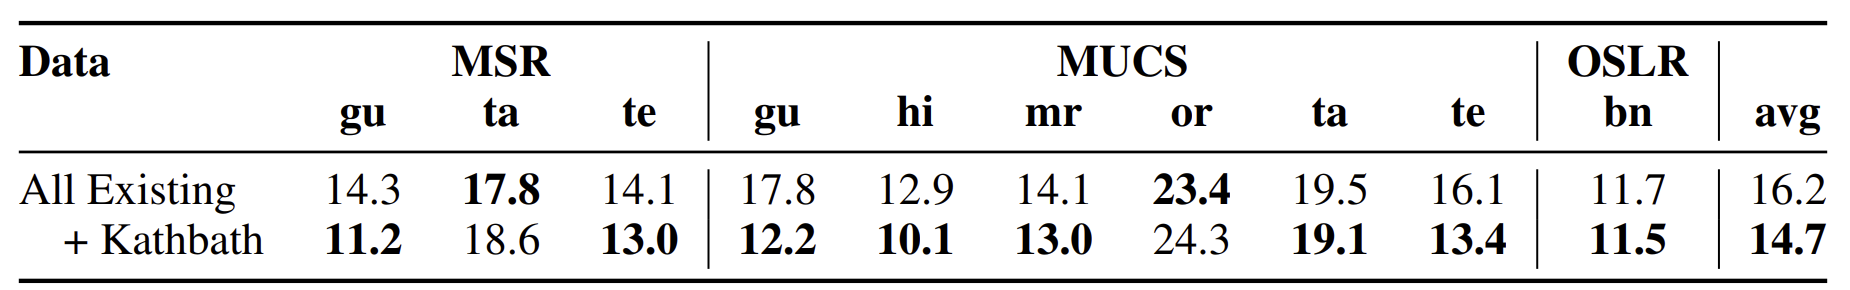 Data MSR MUCS OSLR
gu ta te gu hi mr or ta te bn avg
All Existing 14.3 17.8 14.1 17.8 12.9 14.1 23.4 19.5 16.1 11.7 16.2
+ Kathbath 11.2 18.6 13.0 12.2 10.1 13.0 24.3 19.1 13.4 11.5 14.7